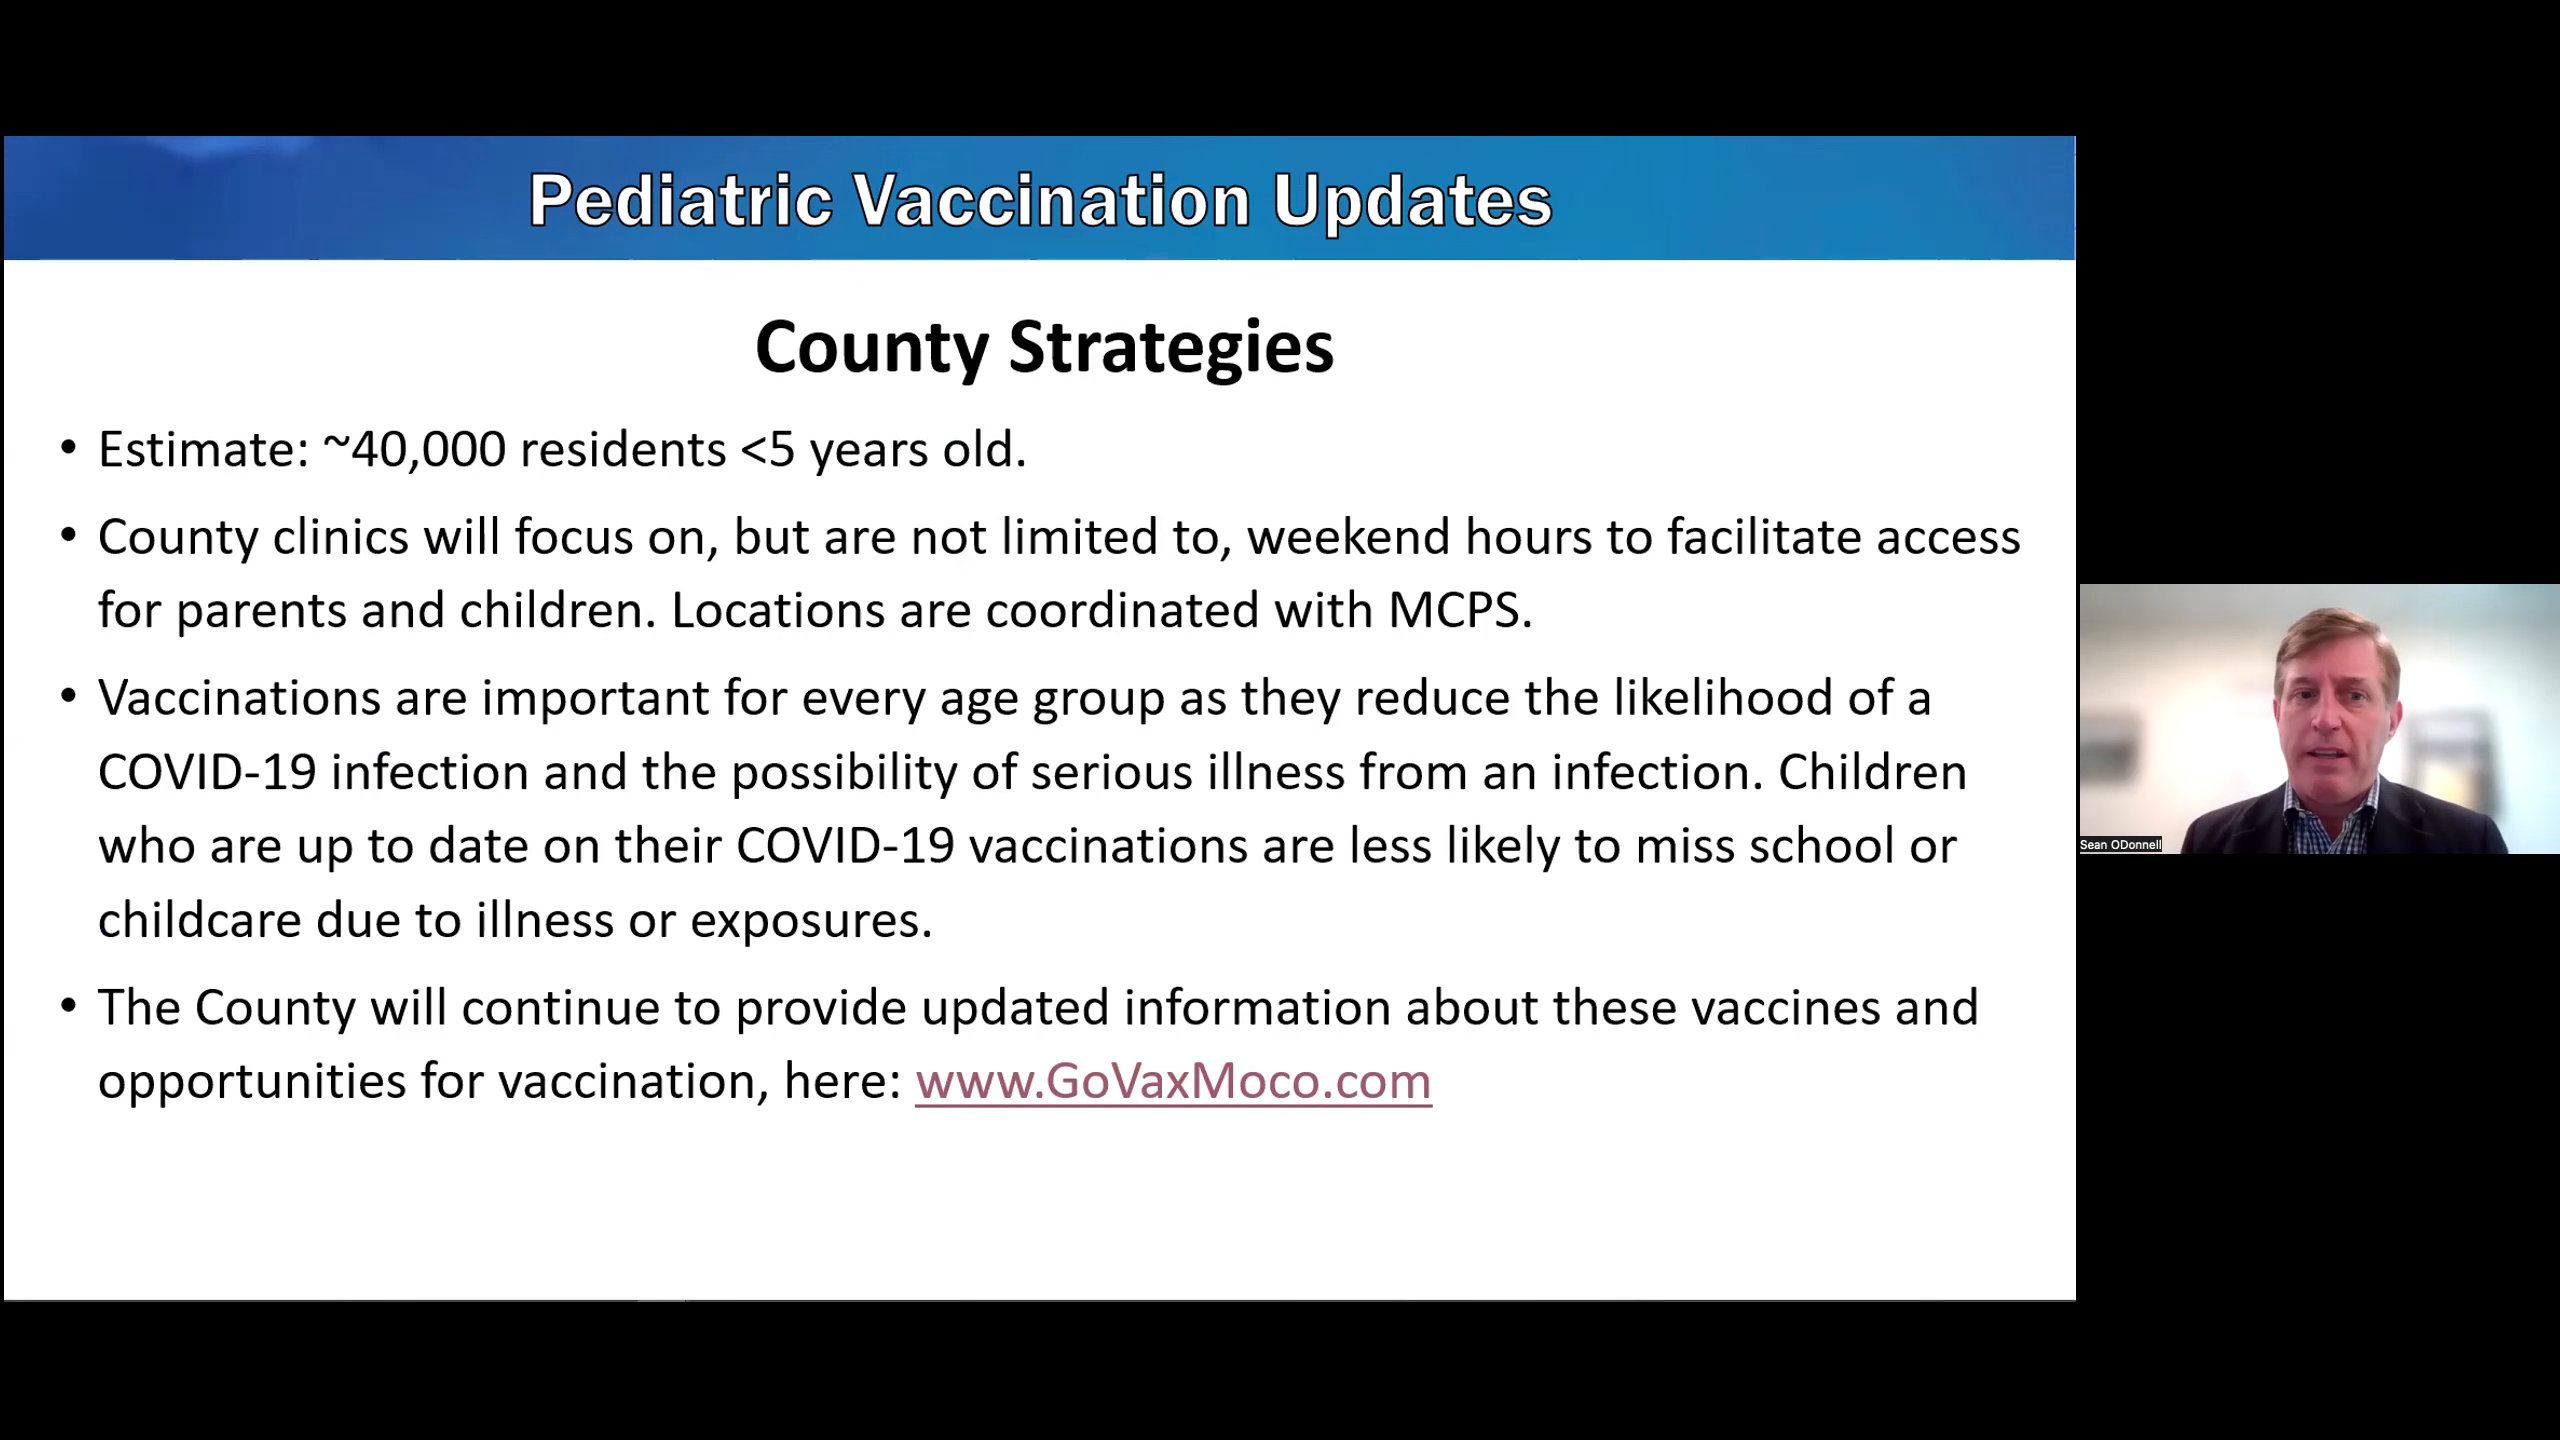 Pediatric Vaccination Updates
County Strategies
• Estimate: ~40,000 residents <5 years old.
• County clinics will focus on, but are not limited to, weekend hours to facilitate access
for parents and children. Locations are coordinated with MCPS.
• Vaccinations are important for every age group as they reduce the likelihood of a
COVID-19 infection and the possibility of serious illness from an infection. Children
who are up to date on their COVID-19 vaccinations are less likely to miss school or
childcare due to illness or exposures.
• The County will continue to provide updated information about these vaccines and
opportunities for vaccination, here: www.GoVaxMoco.com
Sean ODonnell